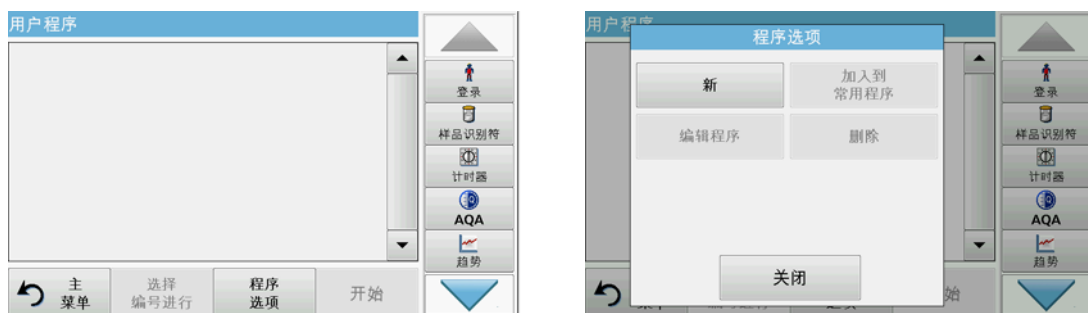 用户程序
登录
样品识别符
计时器
AQA
趋势
主
菜单
选择
编号进行
程序
选项
开始
用户程序
程序选项
新
加入到
常用程序
编辑程序
删除
关闭
登录
样品识别符
计时器
AQA
趋势